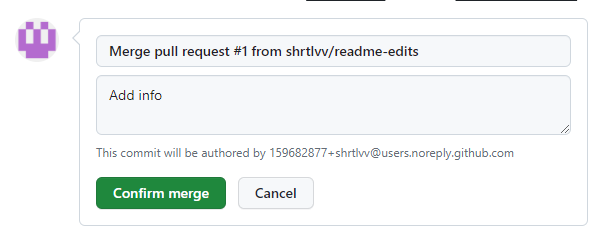 Merge pull request #1 from shrtlvv/readme-edits
Add info
This commit will be authored by 159682877+shrtlvv@users.noreply.github.com
Confirm merge
Cancel